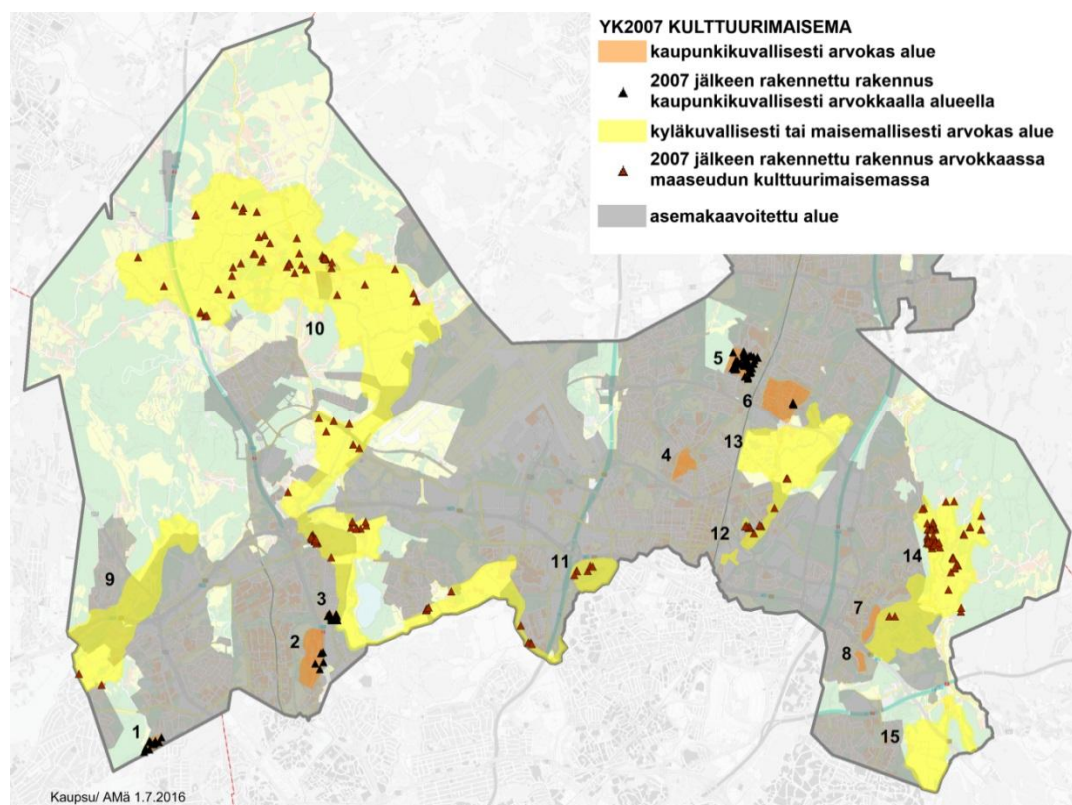 YK2007 KULTTUURIMAISEMA
kaupunkikuvallisesti arvokas alue
2007 jälkeen rakennettu rakennus
kaupunkikuvallisesti arvokkaalla alueella
kyläkuvallisesti tai maisemallisesti arvokas alue
2007 jälkeen rakennettu rakennus arvokkaassa
maaseudun kulttuurimaisemassa
asemakaavoitettu alue
10
5
6
13
4
12
14
11
9
3
7
2
8
1
15
Kaupsu/ AMä 1.7.2016